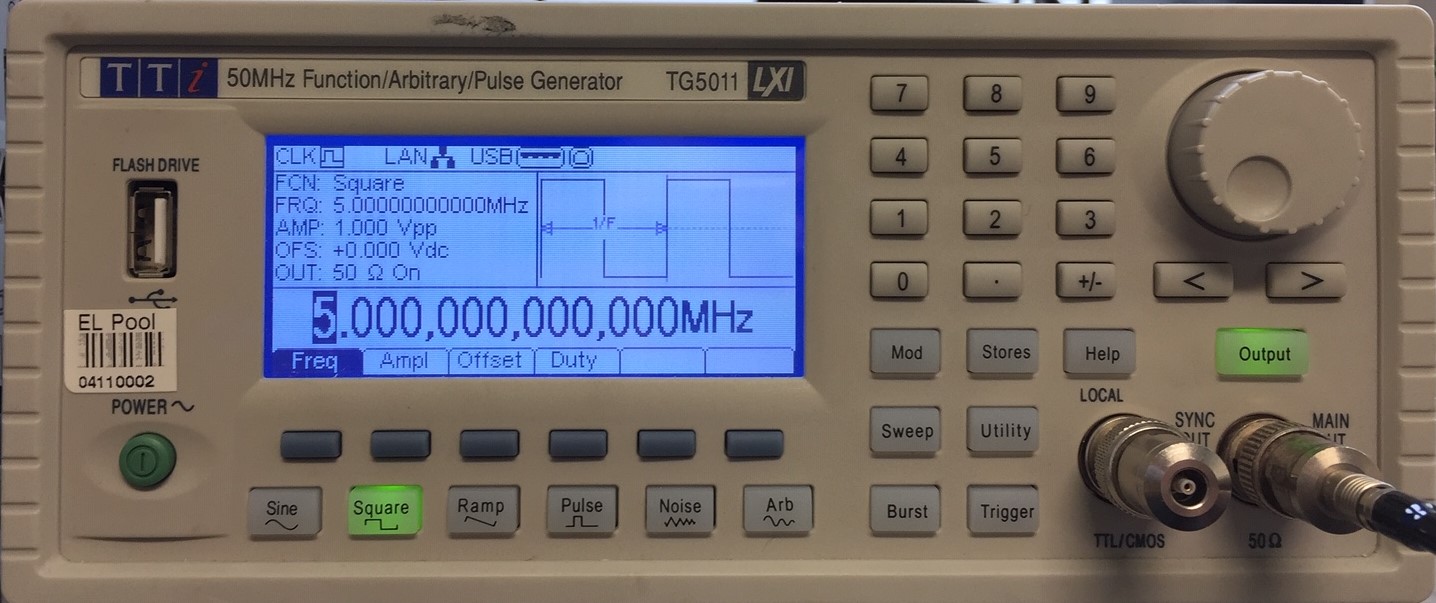 TTi 50MHz Function/Arbitrary/Pulse Generator TG5011 LXI
FLASH DRIVE
CLK LAN USB
FCN: Square
FRQ: 5.00000000000MHz
AMP: 1.000 Vpp
OFS: +0.000 Vdc
OUT: 50 Ω On
1/F
5.000,000,000,000MHz
Freq Ampl Offset Duty
EL Pool
04110002
POWER
Sine Square Ramp Pulse Noise Arb
7 8 9
4 5 6
1 2 3
0 . +/-
< >
Mod Stores Help Output
LOCAL
Sweep Utility
Burst Trigger
SYNC
MAIN
TTL/CMOS
50Ω